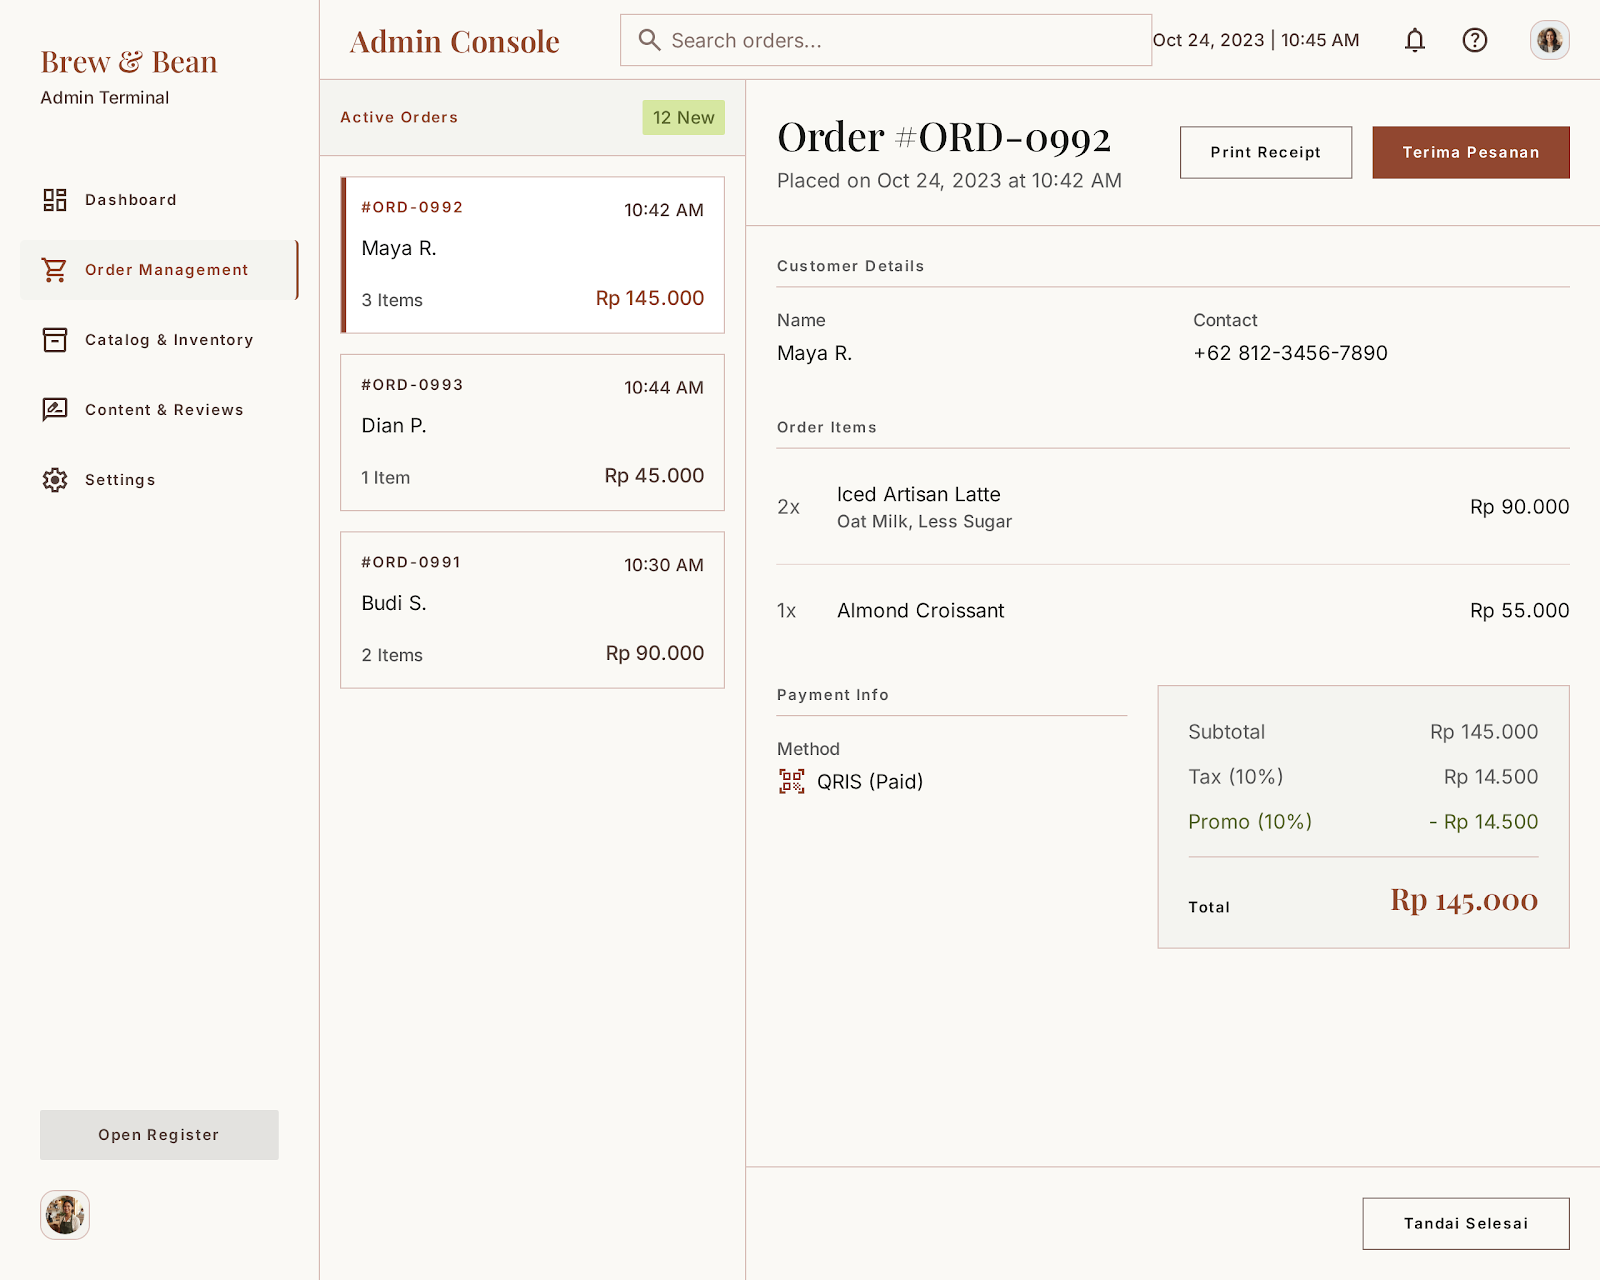 Brew & Bean
Admin Terminal
Dashboard
Order Management
Catalog & Inventory
Content & Reviews
Settings
Open Register
Admin Console
Search orders...
Oct 24, 2023 | 10:45 AM
Active Orders
12 New
#ORD-0992
10:42 AM
Maya R.
3 Items
Rp 145.000
#ORD-0993
10:44 AM
Dian P.
1 Item
Rp 45.000
#ORD-0991
10:30 AM
Budi S.
2 Items
Rp 90.000
Order #ORD-0992
Placed on Oct 24, 2023 at 10:42 AM
Print Receipt
Terima Pesanan
Customer Details
Name
Maya R.
Contact
+62 812-3456-7890
Order Items
2x
Iced Artisan Latte
Oat Milk, Less Sugar
Rp 90.000
1x
Almond Croissant
Rp 55.000
Payment Info
Method
QRIS (Paid)
Subtotal
Rp 145.000
Tax (10%)
Rp 14.500
Promo (10%)
- Rp 14.500
Total
Rp 145.000
Tandai Selesai